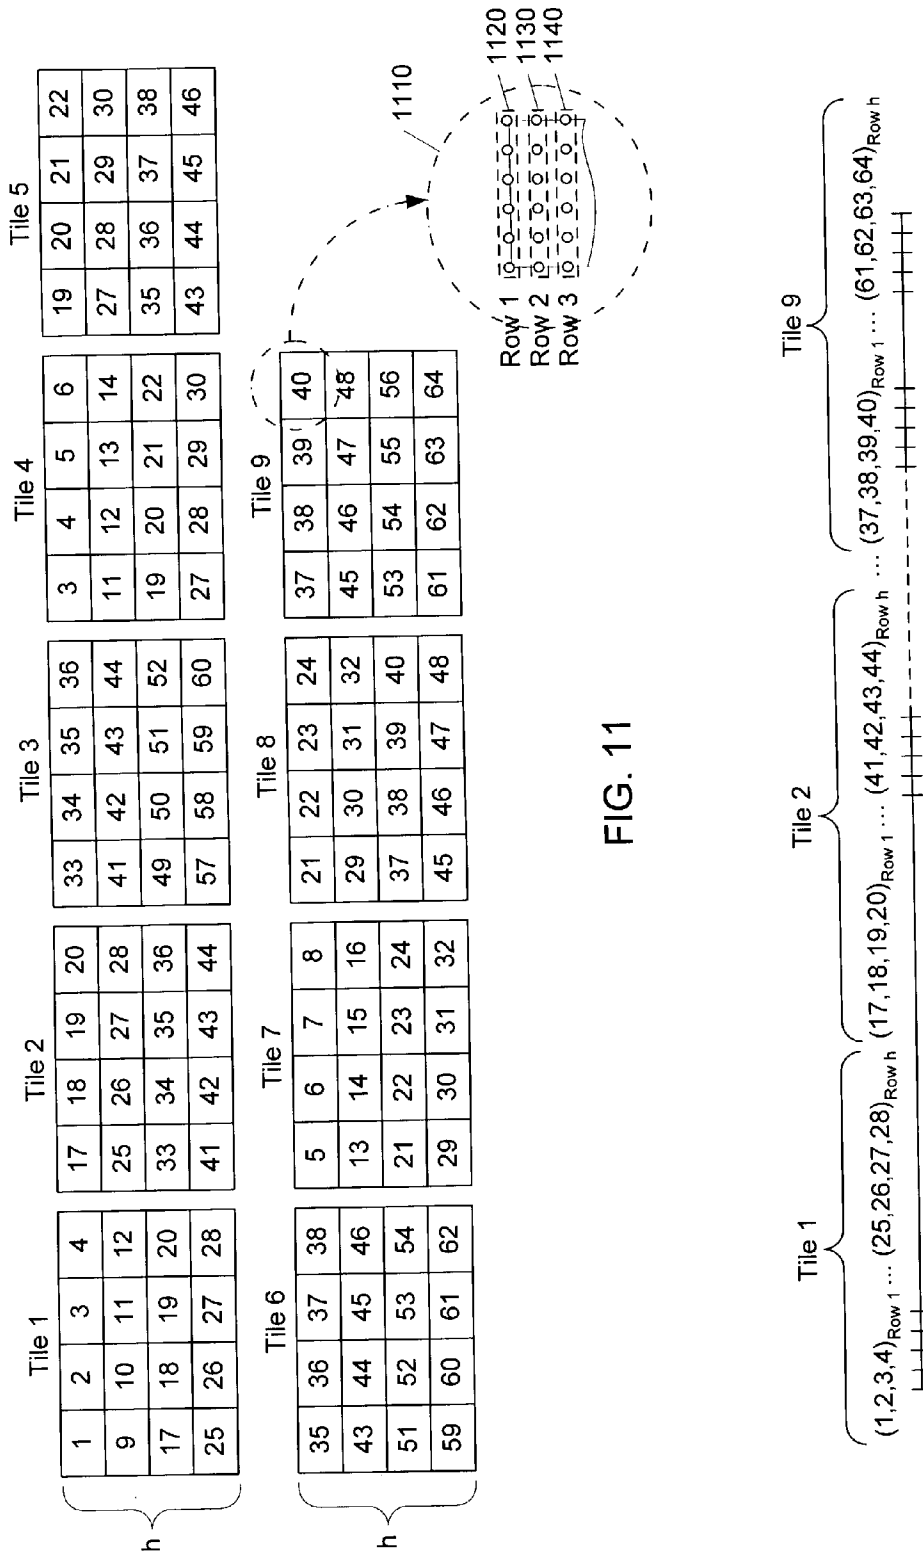 Tile 1 Tile 2 Tile 3 Tile 4 Tile 5
1 2 3 4 17 18 19 20 33 34 35 36 3 4 5 6 19 20 21 22
9 10 11 12 25 26 27 28 41 42 43 44 11 12 13 14 27 28 29 30
17 18 19 20 33 34 35 36 49 50 51 52 19 20 21 22 35 36 37 38
25 26 27 28 41 42 43 44 57 58 59 60 27 28 29 30 43 44 45 46
h
Tile 6 Tile 7 Tile 8 Tile 9
35 36 37 38 5 6 7 8 21 22 23 24 37 38 39 40
43 44 45 46 13 14 15 16 29 30 31 32 45 46 47 48
51 52 53 54 21 22 23 24 37 38 39 40 53 54 55 56
59 60 61 62 29 30 31 32 45 46 47 48 61 62 63 64
h
1110
Row 1 1120
Row 2 1130
Row 3 1140
FIG. 11
Tile 1 Tile 2 Tile 9
(1,2,3,4)Row 1 ... (25,26,27,28)Row h (17,18,19,20)Row 1 ... (41,42,43,44)Row h ... (37,38,39,40)Row 1 ... (61,62,63,64)Row h